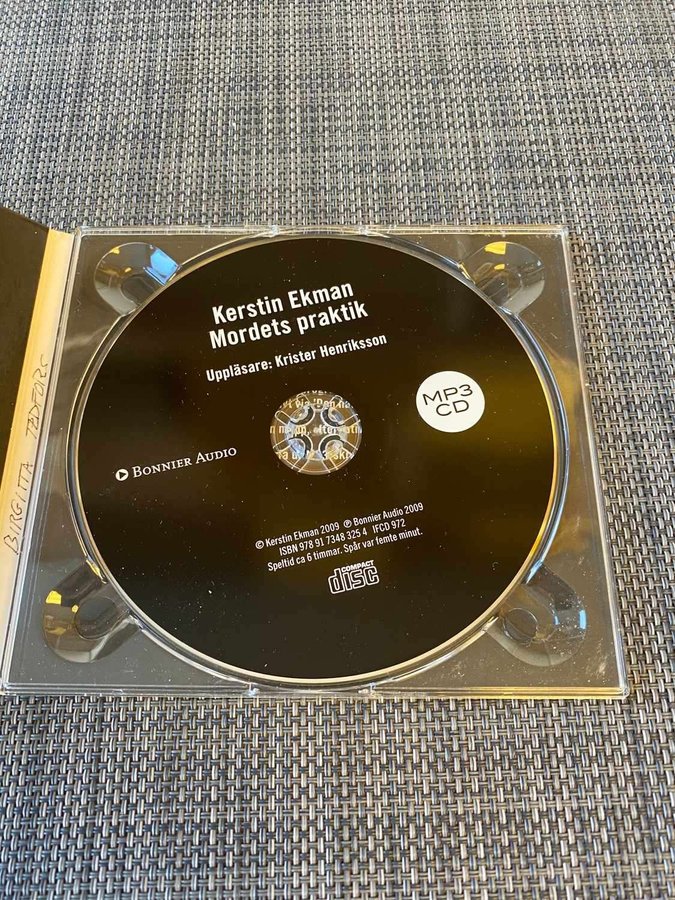 Kerstin Ekman
Mordets praktik
Uppläsare: Krister Henriksson
MP3
CD
BONNIER AUDIO
© Kerstin Ekman 2009 ℗ Bonnier Audio 2009
ISBN 978 91 7348 325 4 IFCD 972
Speltid ca 6 timmar. Spår var femte minut.
COMPACT
disc
BIRGITTA